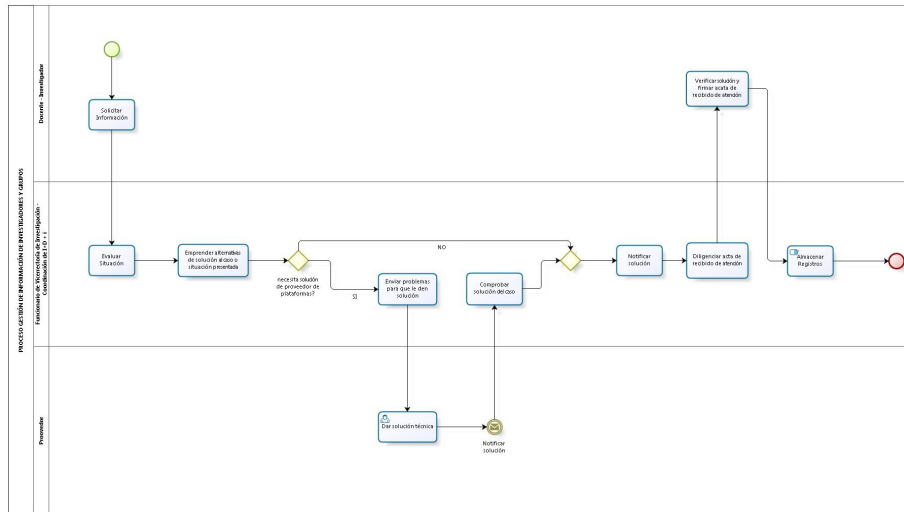 PROCESO GESTIÓN DE INFORMACIÓN DE INVESTIGADORES Y GRUPOS
Docente - Investigador
Solicitar
Información
Verificar solución y
firmar acata de
recibido de atención
Funcionario de Vicerrectoría de Investigación -
Coordinación de I+D + i
Evaluar
Situación
Emprender alternativas
de solución al caso o
situación presentada
necesita solución
de proveedor de
plataformas?
NO
SI
Enviar problemas
para que le den
solución
Comprobar
solución del caso
Notificar
solución
Diligenciar acta de
recibido de atención
Almacenar
Registros
Proveedor
Dar solución técnica
Notificar
solución